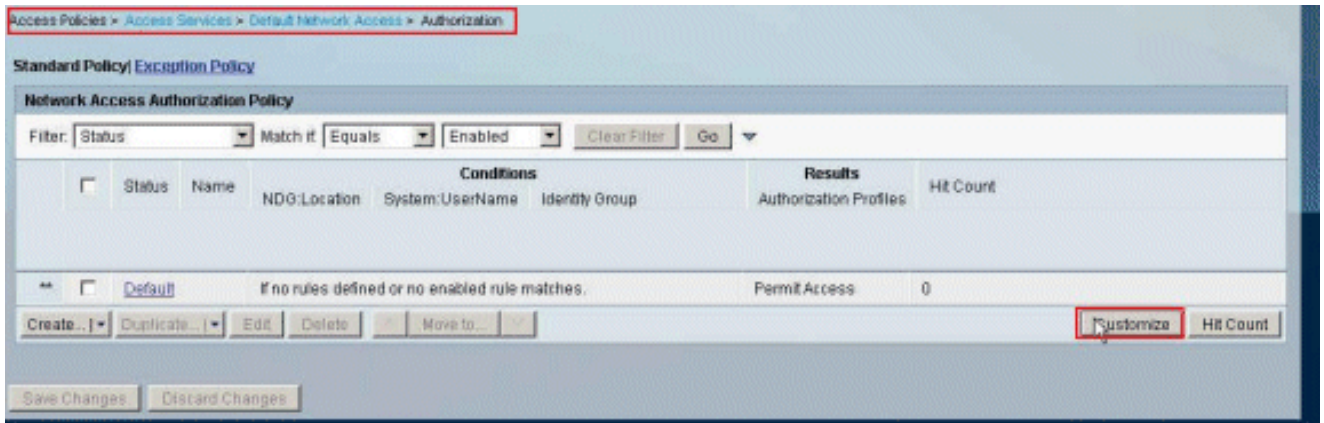 Access Policies > Access Services > Default Network Access > Authorization
Standard Policy| Exception Policy
Network Access Authorization Policy
Filter: Status Match if: Equals Enabled Clear Filter Go
Status Name Conditions Results Hit Count
NDG:Location System:UserName Identity Group Authorization Profiles
** Default If no rules defined or no enabled rule matches. Permit Access 0
Create... | Duplicate... | Edit Delete Move to... Customize Hit Count
Save Changes Discard Changes